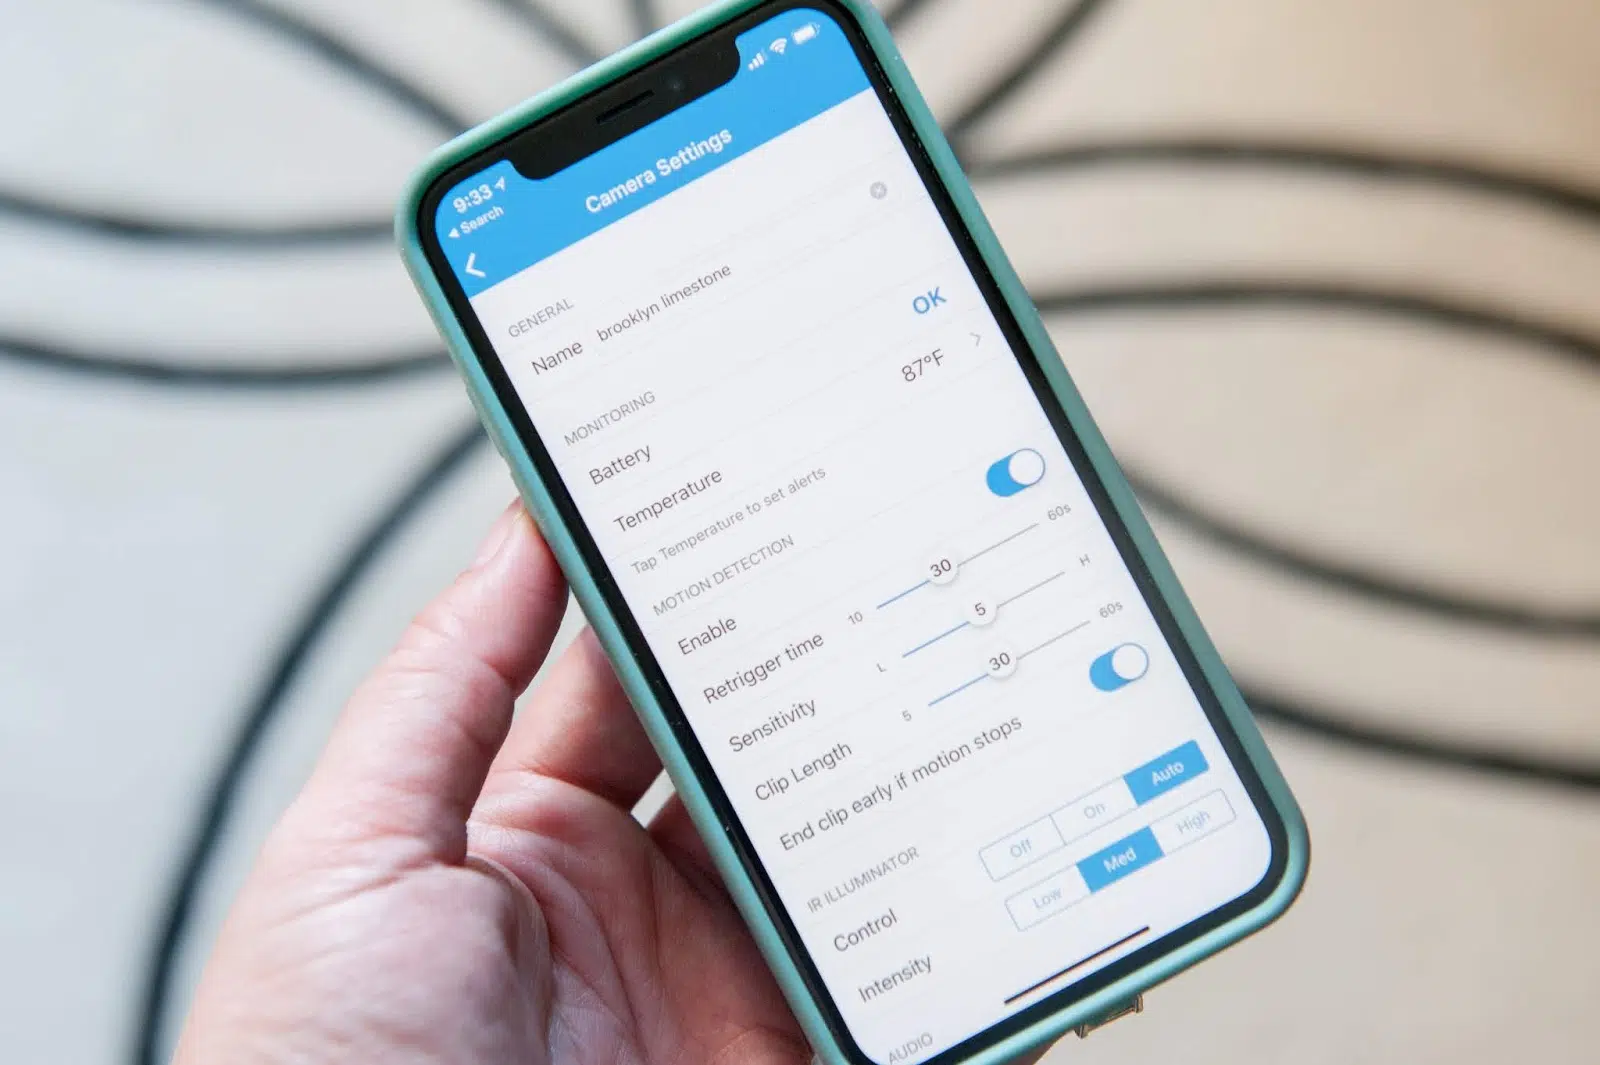 9:33
Search
Camera Settings
GENERAL
Name brooklyn limestone
MONITORING
Battery OK
Temperature 87°F
Tap Temperature to set alerts
MOTION DETECTION
Enable
Retrigger time 10 30 60s
Sensitivity L 5 H
Clip Length 5 30 60s
End clip early if motion stops
IR ILLUMINATOR
Control Off On Auto
Intensity Low Med High
AUDIO